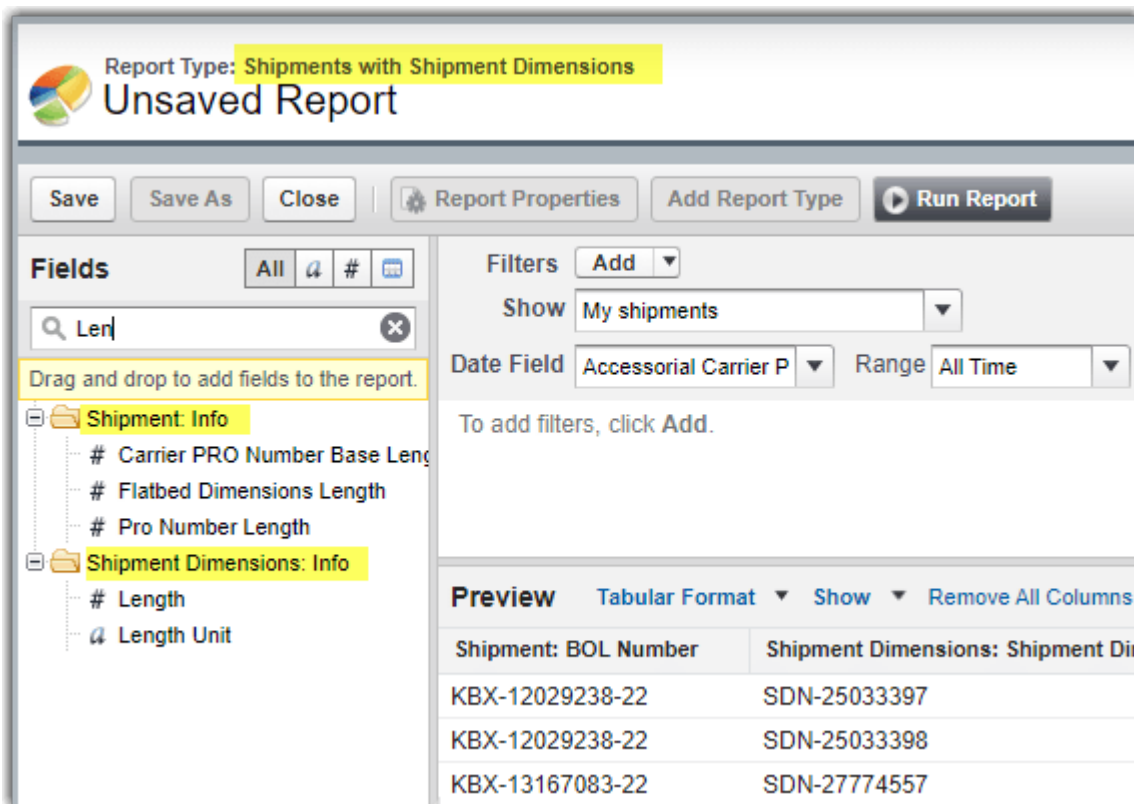 Report Type: Shipments with Shipment Dimensions
Unsaved Report
Save Save As Close Report Properties Add Report Type Run Report
Fields All a #
Len
Drag and drop to add fields to the report.
Shipment: Info
# Carrier PRO Number Base Leng
# Flatbed Dimensions Length
# Pro Number Length
Shipment Dimensions: Info
# Length
a Length Unit
Filters Add
Show My shipments
Date Field Accessorial Carrier P Range All Time
To add filters, click Add.
Preview Tabular Format Show Remove All Columns
Shipment: BOL Number Shipment Dimensions: Shipment Di
KBX-12029238-22 SDN-25033397
KBX-12029238-22 SDN-25033398
KBX-13167083-22 SDN-27774557